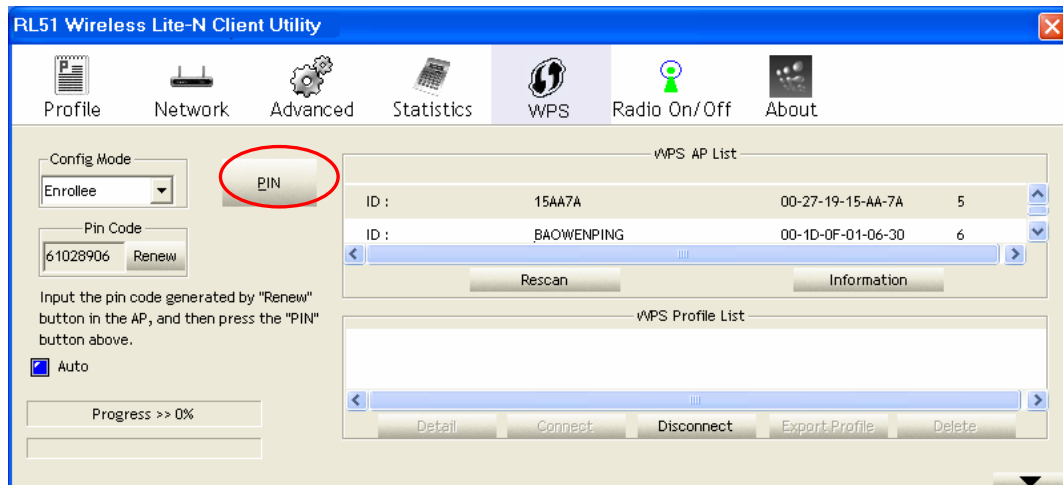 RL51 Wireless Lite-N Client Utility
Profile
Network
Advanced
Statistics
WPS
Radio On/Off
About
Config Mode
Enrollee
PIN
Pin Code
61028906 Renew
Input the pin code generated by "Renew"
button in the AP, and then press the "PIN"
button above.
Auto
Progress >> 0%
WPS AP List
ID : 15AA7A 00-27-19-15-AA-7A 5
ID : BAOWENPING 00-1D-0F-01-06-30 6
Rescan Information
WPS Profile List
Detail Connect Disconnect Export Profile Delete